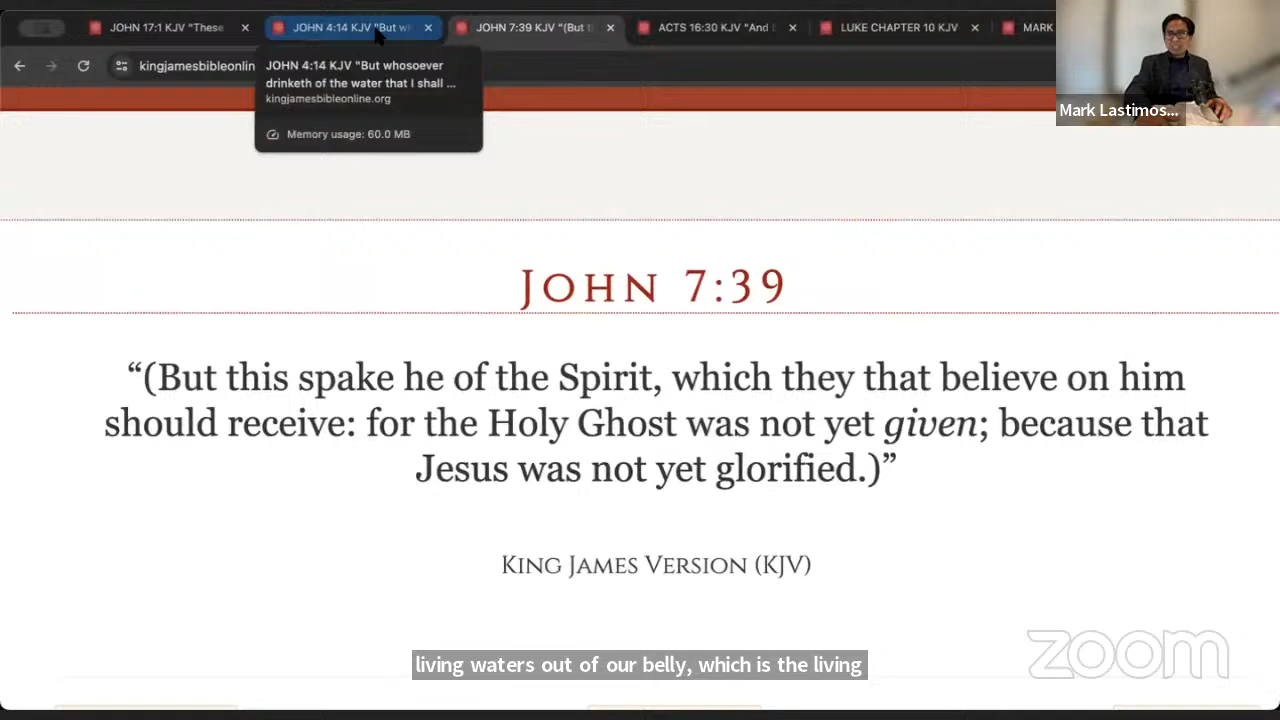 JOHN 17:1 KJV "These
JOHN 4:14 KJV "But w
JOHN 7:39 KJV "(But t
ACTS 16:30 KJV "And
LUKE CHAPTER 10 KJV
MARK
kingjamesbibleonlin
JOHN 4:14 KJV "But whosoever
drinketh of the water that I shall ...
kingjamesbibleonline.org
Memory usage: 60.0 MB
Mark Lastimos...
JOHN 7:39
“(But this spake he of the Spirit, which they that believe on him
should receive: for the Holy Ghost was not yet given; because that
Jesus was not yet glorified.)”
KING JAMES VERSION (KJV)
living waters out of our belly, which is the living
zoom